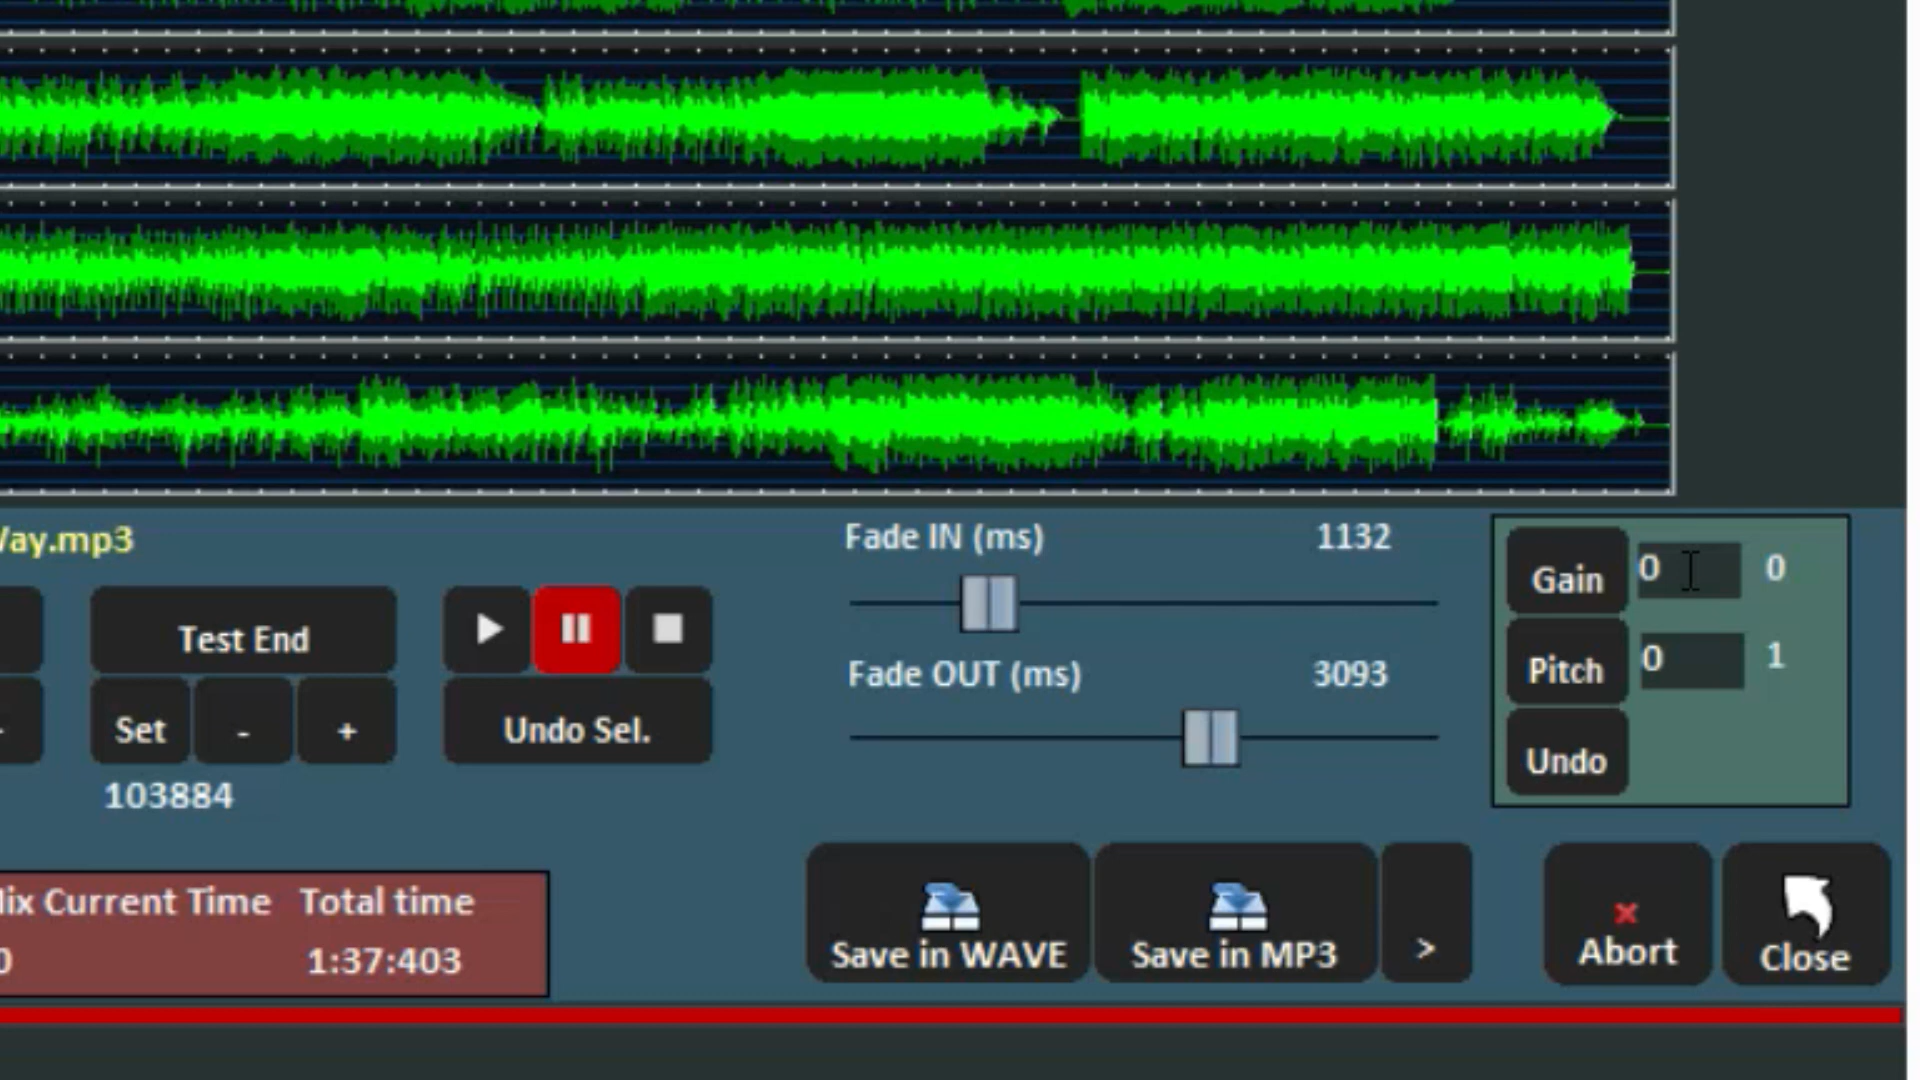 Way.mp3
Fade IN (ms) 1132
Gain 0 0
Test End
Fade OUT (ms) 3093
Pitch 0 1
Set - +
Undo Sel.
Undo
103884
Mix Current Time Total time
0 1:37:403
Save in WAVE
Save in MP3
>
Abort
Close